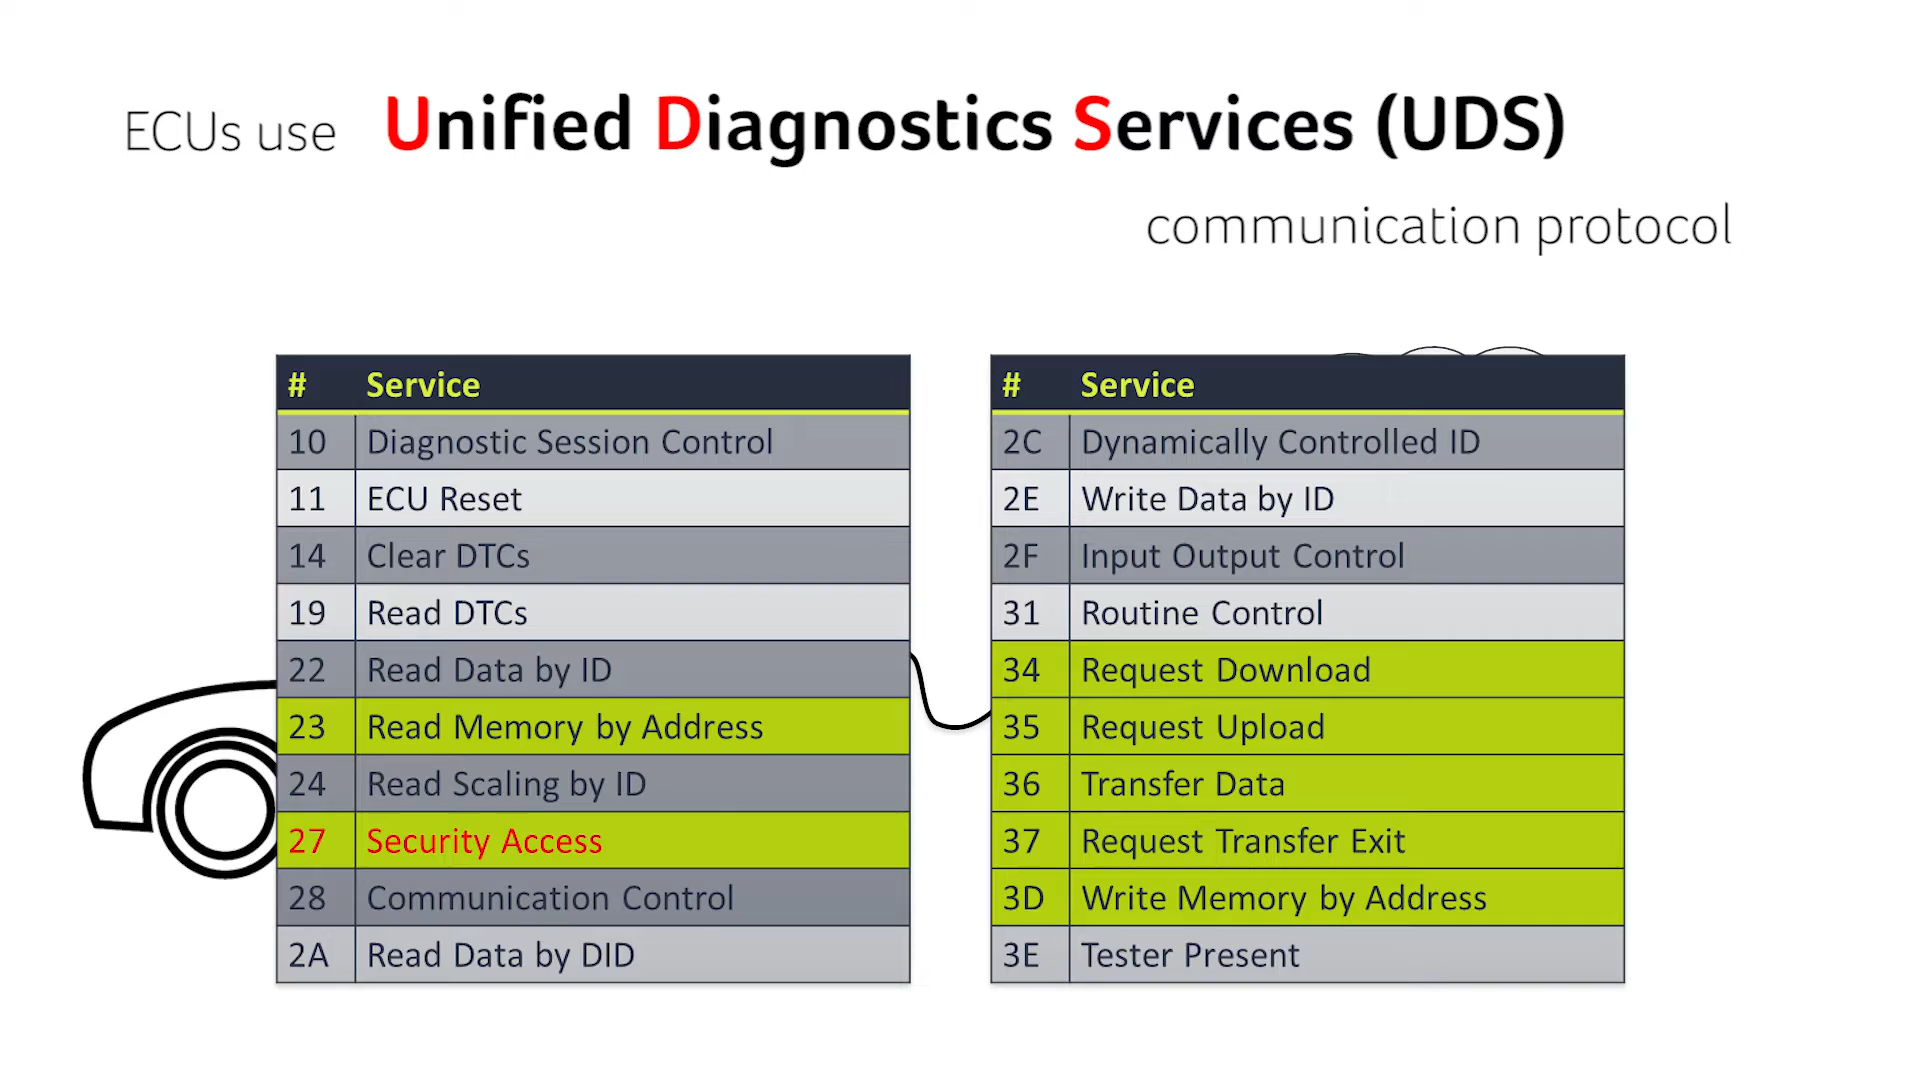 ECUs use Unified Diagnostics Services (UDS)
communication protocol
# Service
10 Diagnostic Session Control
11 ECU Reset
14 Clear DTCs
19 Read DTCs
22 Read Data by ID
23 Read Memory by Address
24 Read Scaling by ID
27 Security Access
28 Communication Control
2A Read Data by DID
# Service
2C Dynamically Controlled ID
2E Write Data by ID
2F Input Output Control
31 Routine Control
34 Request Download
35 Request Upload
36 Transfer Data
37 Request Transfer Exit
3D Write Memory by Address
3E Tester Present